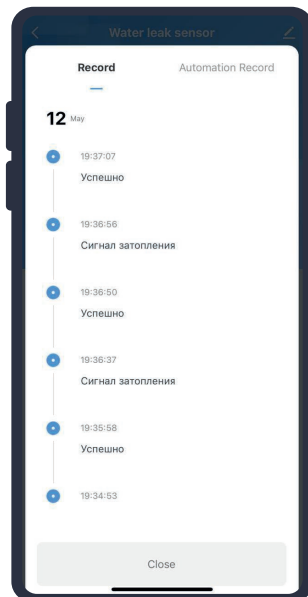 Water leak sensor
Record Automation Record
12 May
19:37:07
Успешно
19:36:56
Сигнал затопления
19:36:50
Успешно
19:36:37
Сигнал затопления
19:35:58
Успешно
19:34:53
Close